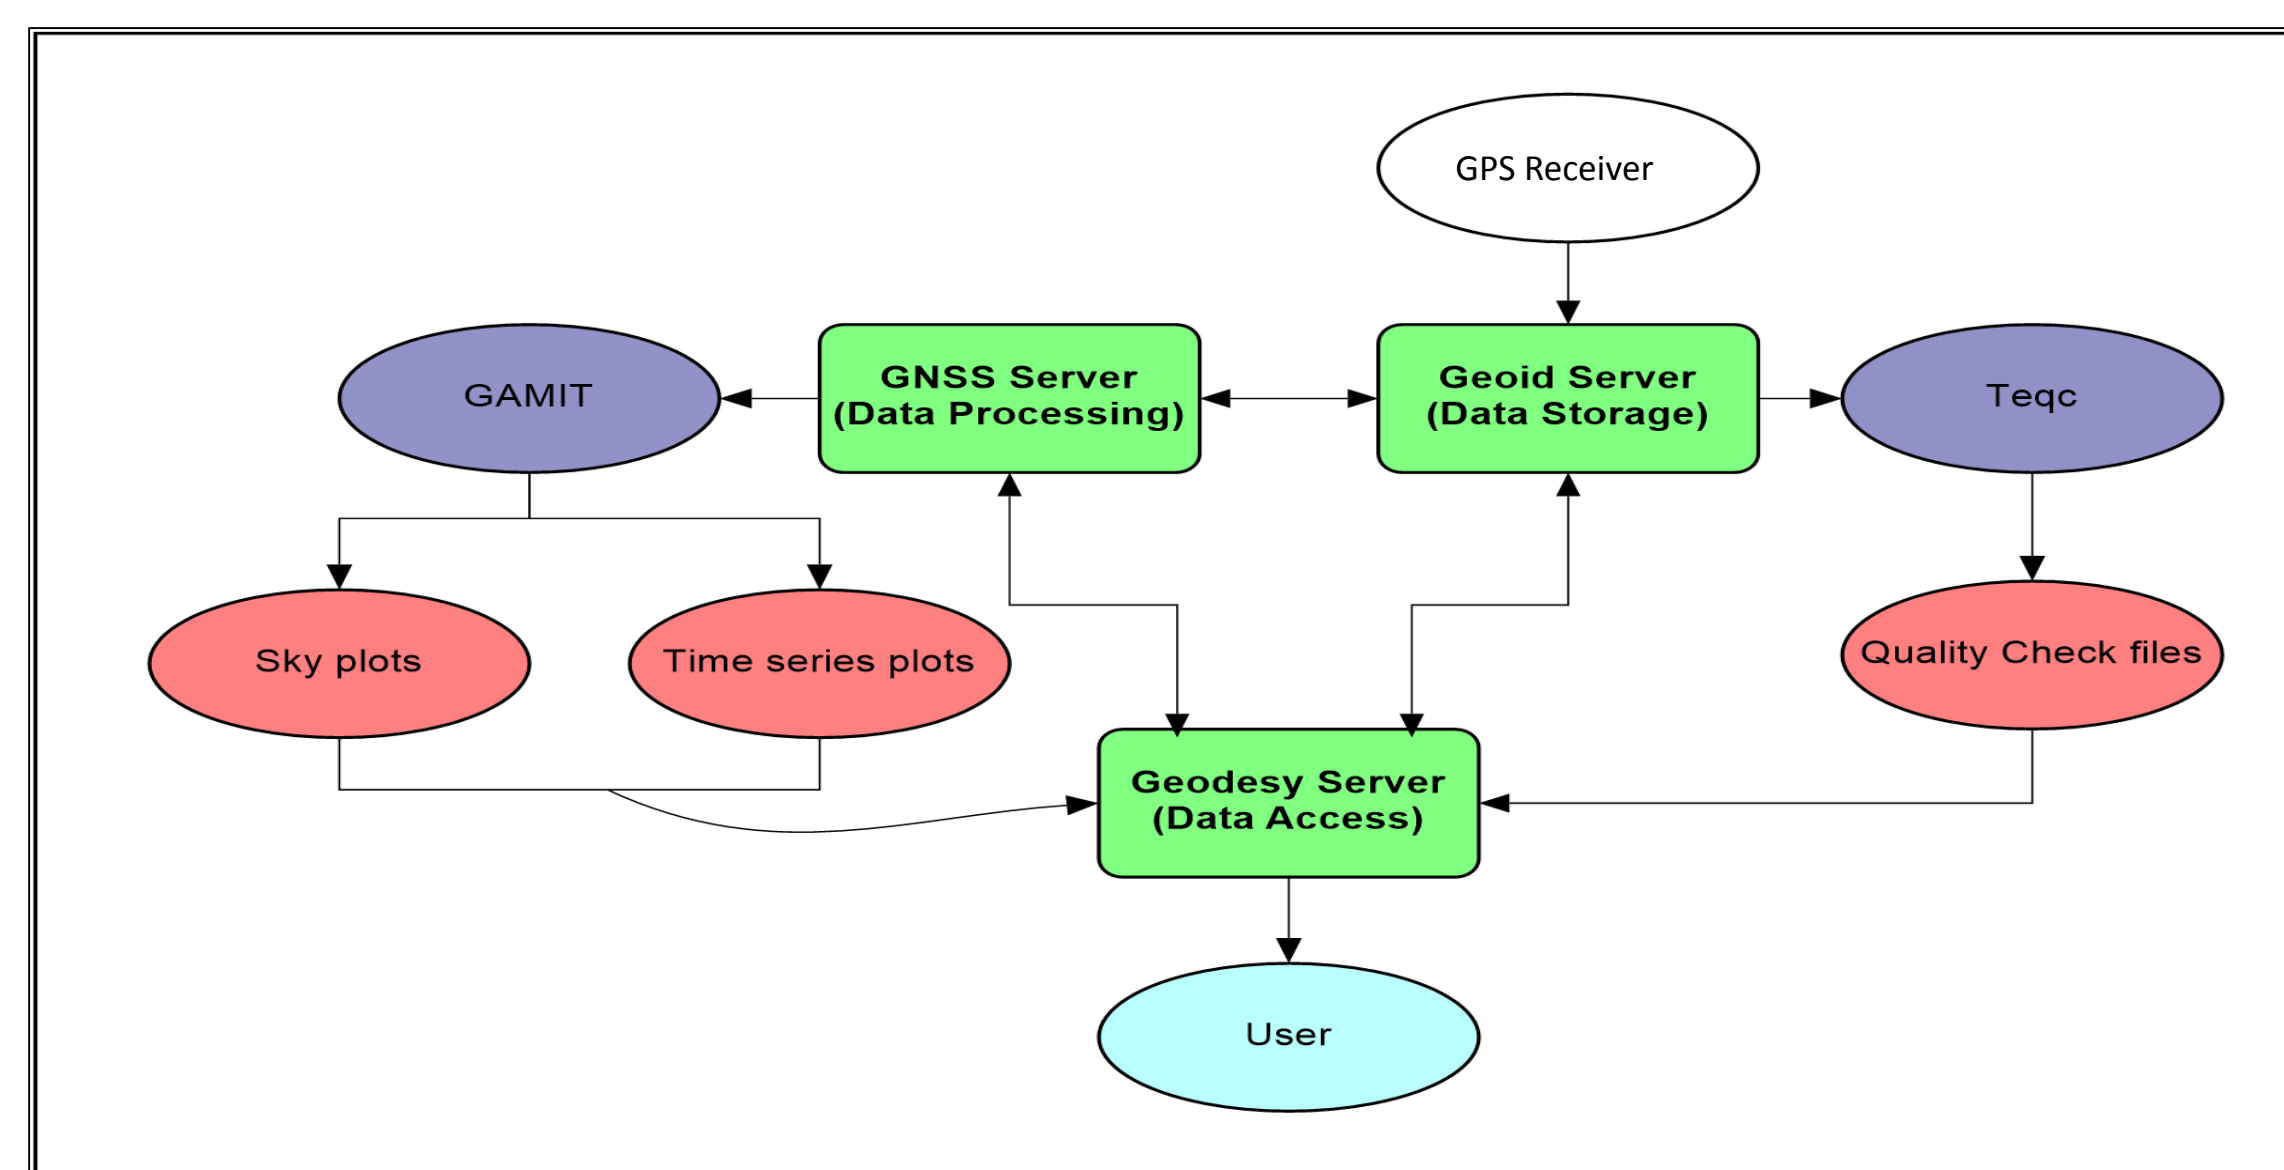 GPS Receiver
GAMIT
GNSS Server
(Data Processing)
Geoid Server
(Data Storage)
Teqc
Sky plots
Time series plots
Quality Check files
Geodesy Server
(Data Access)
User